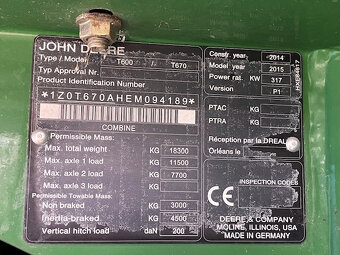 JOHN DEERE
Type / Model T600 / T670
Typ Approval Nr.
Product Identification Number
*1Z0T670AHEM094189*
COMBINE
Permissible Mass:
Max. total weight KG 18300
Max. axle 1 load KG 11500
Max. axle 2 load KG 7700
Max. axle 3 load KG
Permissible Towable Mass:
Non braked KG 3000
Inertia-braked KG 4500
Vertical hitch load daN 200
Constr. year 2014
Model year 2015
Power rat. KW 317
Version P1
PTAC KG
PTRA KG
Réception par la DREAL
Orléans le
INSPECTION CODES
CE
DEERE & COMPANY
MOLINE, ILLINOIS, USA
MADE IN GERMANY